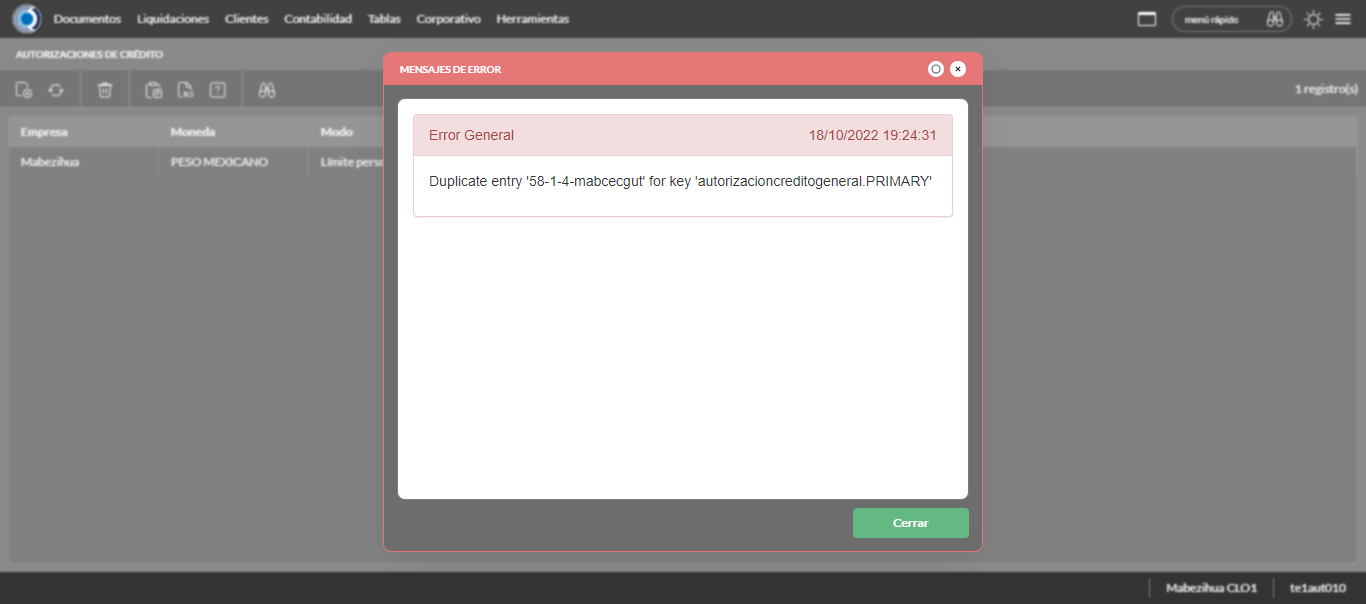 Documentos Liquidaciones Clientes Contabilidad Tablas Corporativo Herramientas menú rápido
AUTORIZACIONES DE CRÉDITO
MENSAJES DE ERROR
1 registro(s)
Empresa Moneda Modo
Mabezihua PESO MEXICANO Límite perso
Error General 18/10/2022 19:24:31
Duplicate entry '58-1-4-mabcecgut' for key 'autorizacioncreditogeneral.PRIMARY'
Cerrar
Mabezihua CLO1 te1aut010